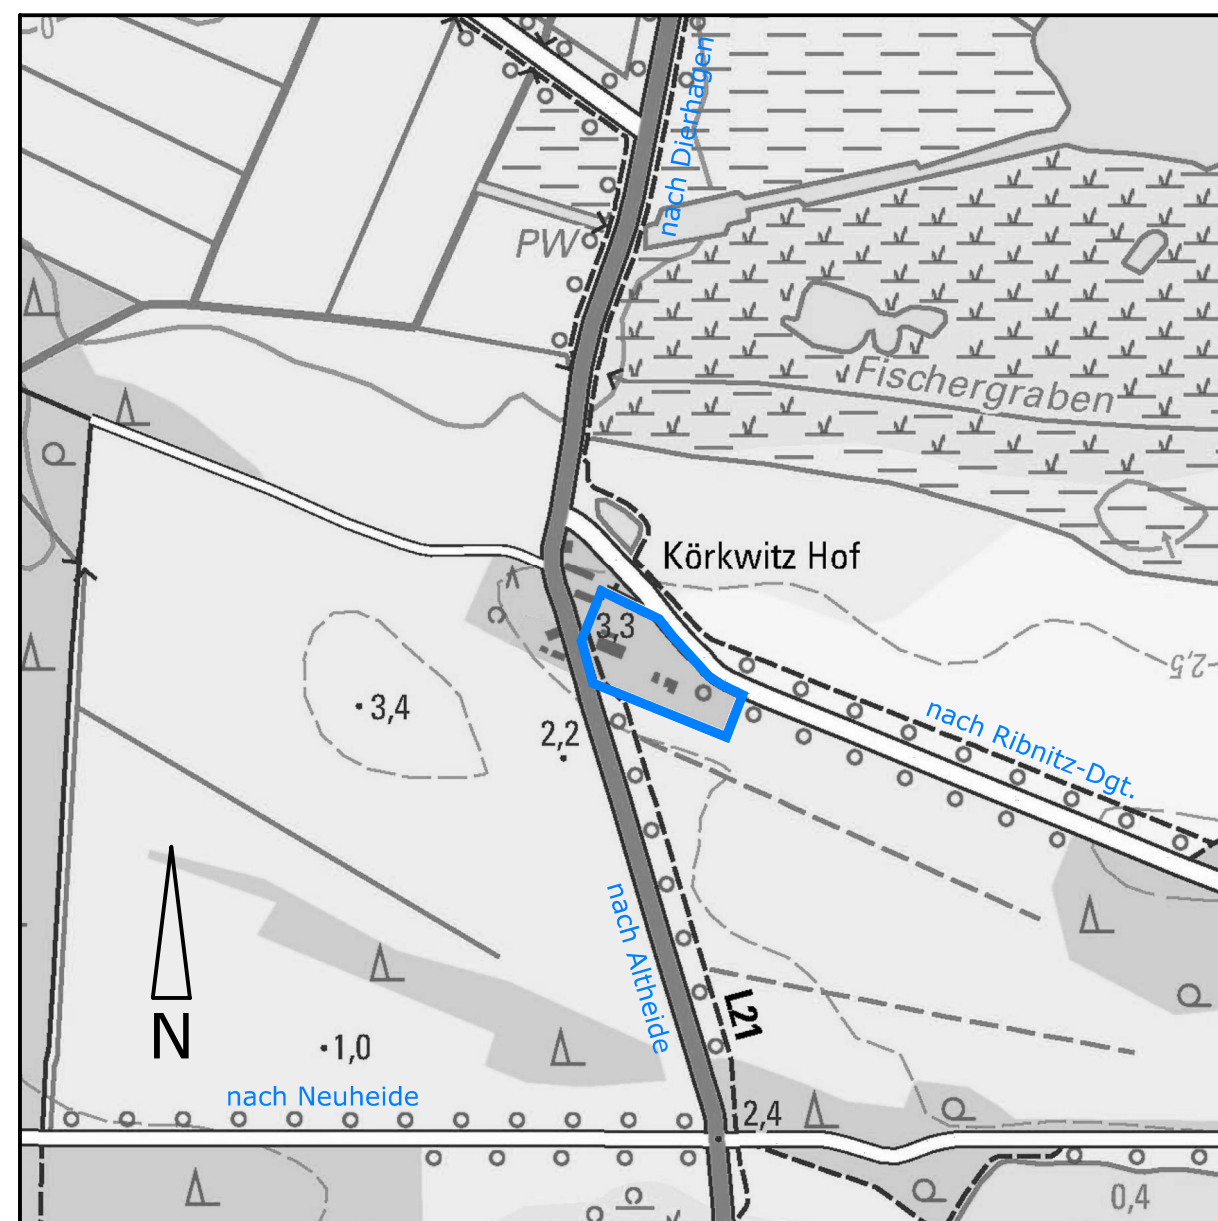 0
nach Dierhagen
PW
Fischergraben
Körkwitz Hof
3,3
2,5
3,4
2,2
nach Ribnitz-Dgt.
nach Altheide
L21
N
1,0
nach Neuheide
2,4
0,4